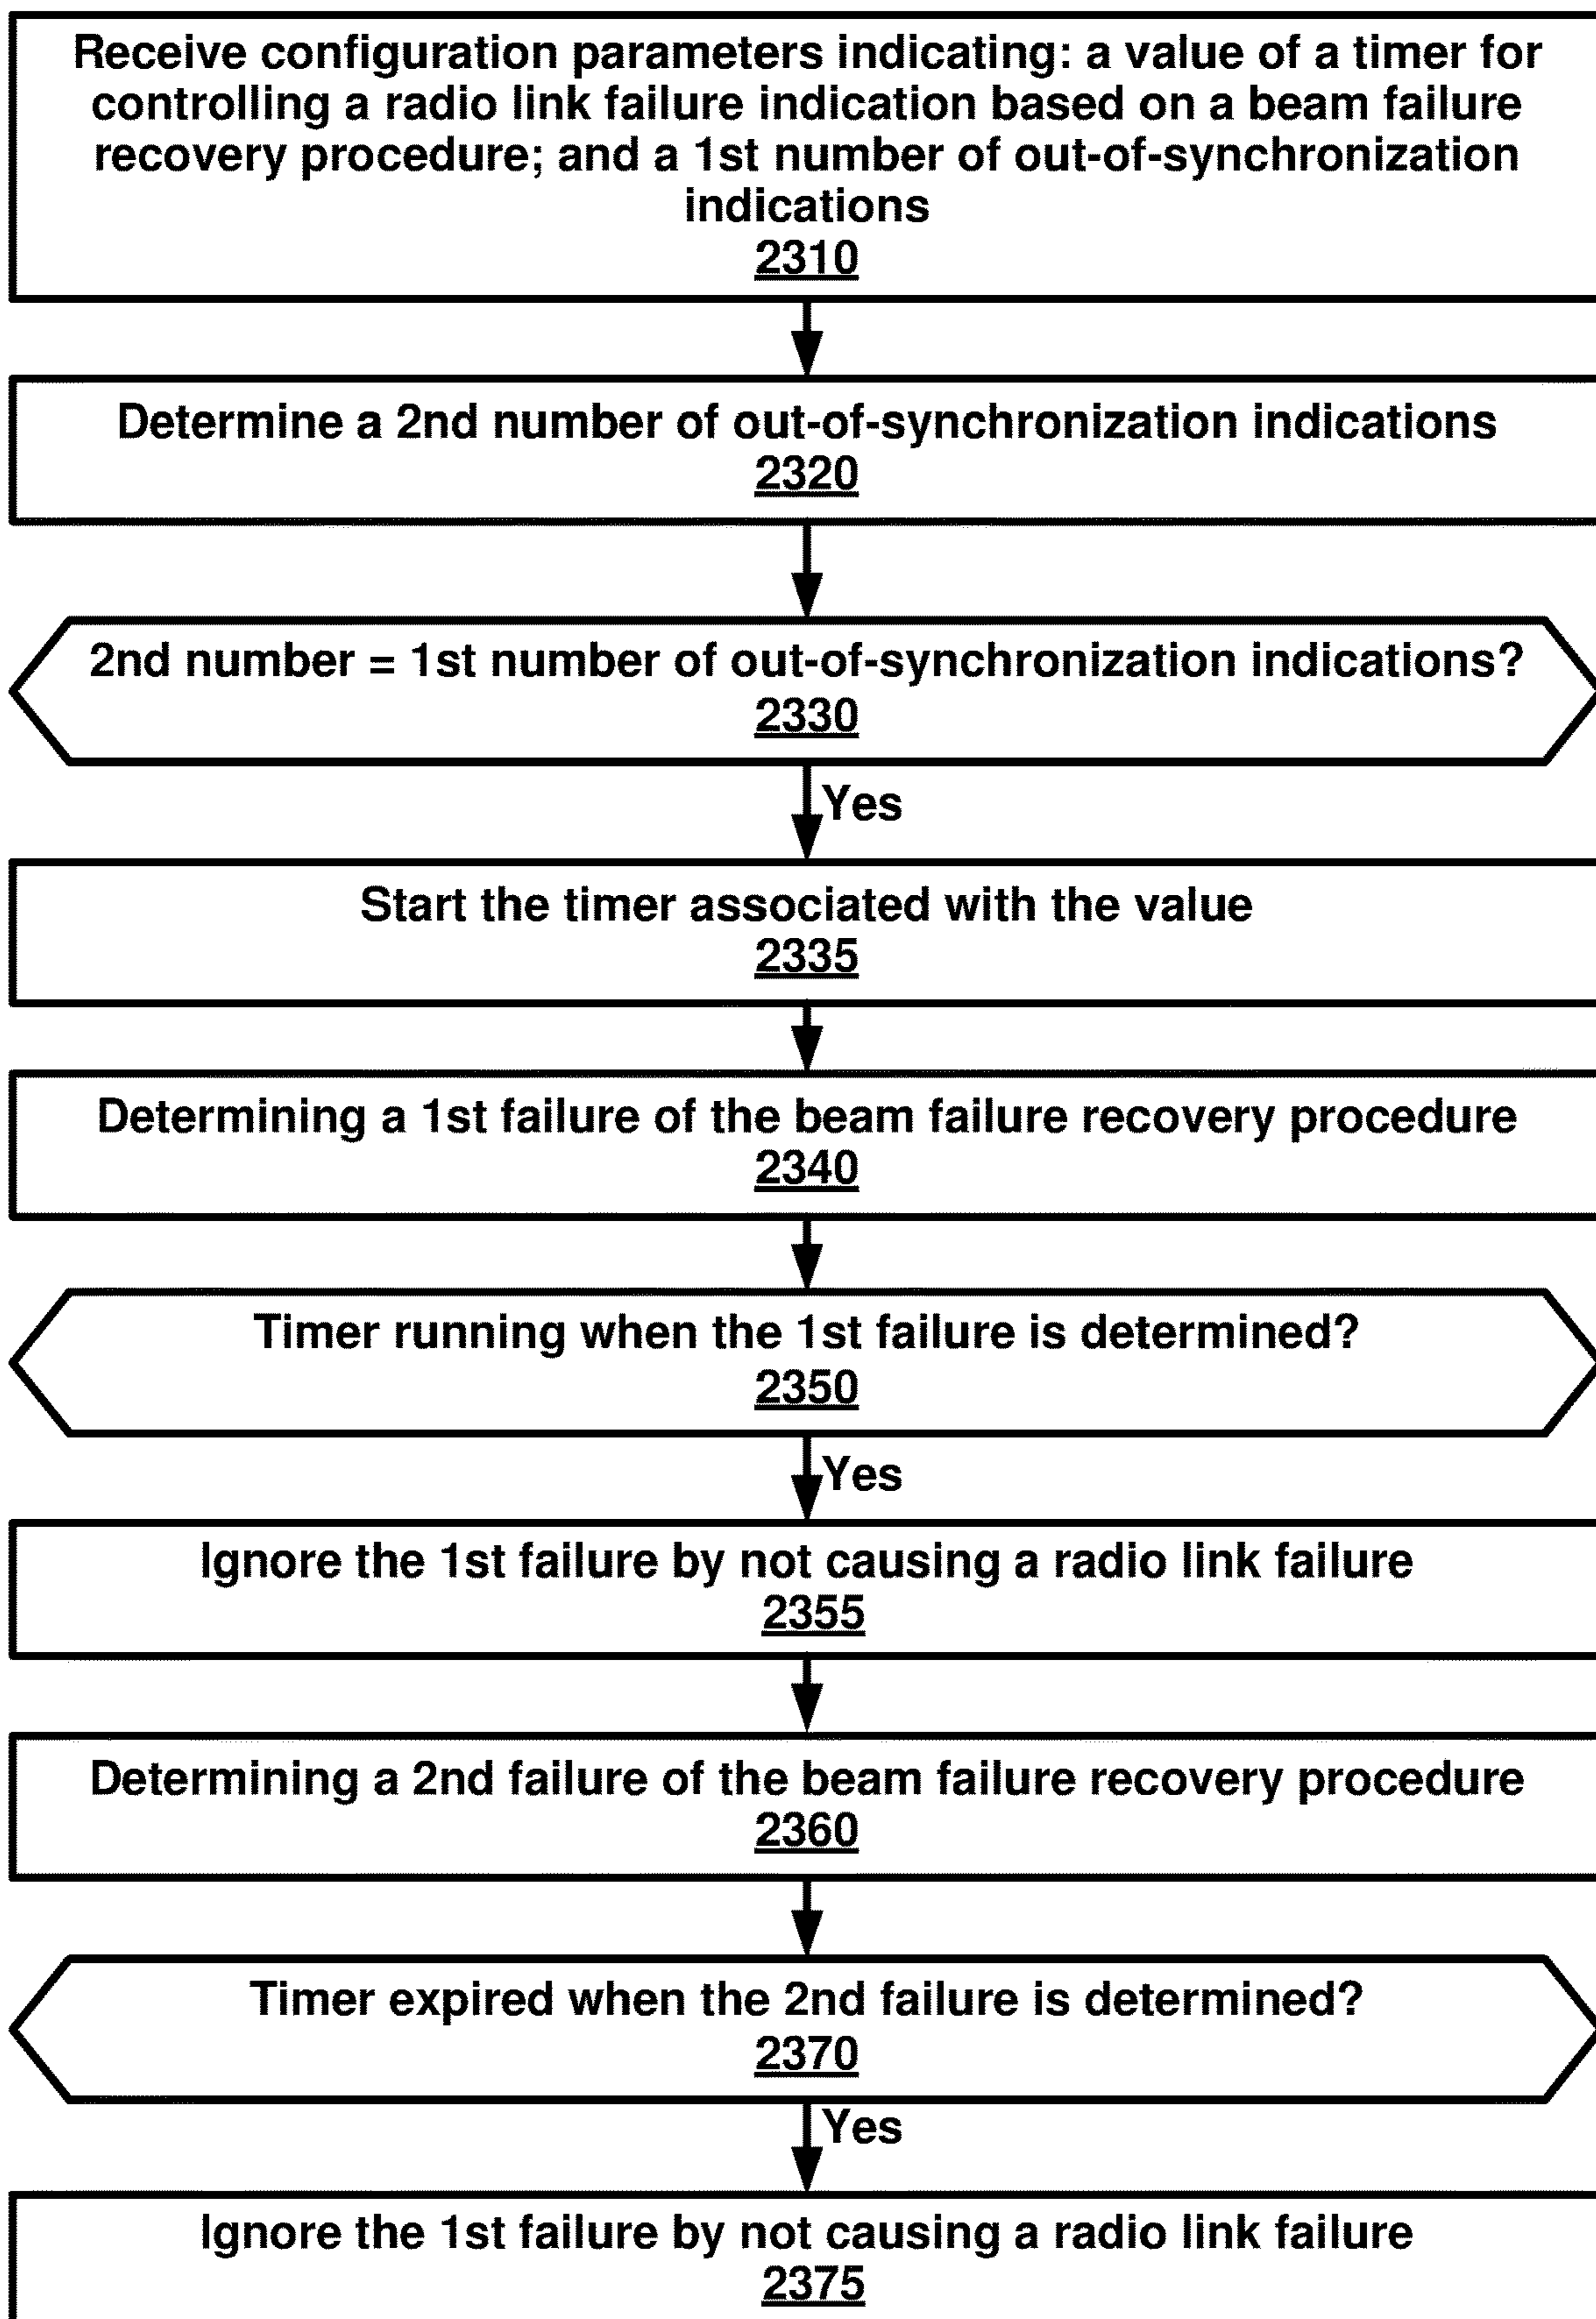 Receive configuration parameters indicating: a value of a timer for
controlling a radio link failure indication based on a beam failure
recovery procedure; and a 1st number of out-of-synchronization
indications
2310
Determine a 2nd number of out-of-synchronization indications
2320
2nd number = 1st number of out-of-synchronization indications?
2330
Yes
Start the timer associated with the value
2335
Determining a 1st failure of the beam failure recovery procedure
2340
Timer running when the 1st failure is determined?
2350
Yes
Ignore the 1st failure by not causing a radio link failure
2355
Determining a 2nd failure of the beam failure recovery procedure
2360
Timer expired when the 2nd failure is determined?
2370
Yes
Ignore the 1st failure by not causing a radio link failure
2375